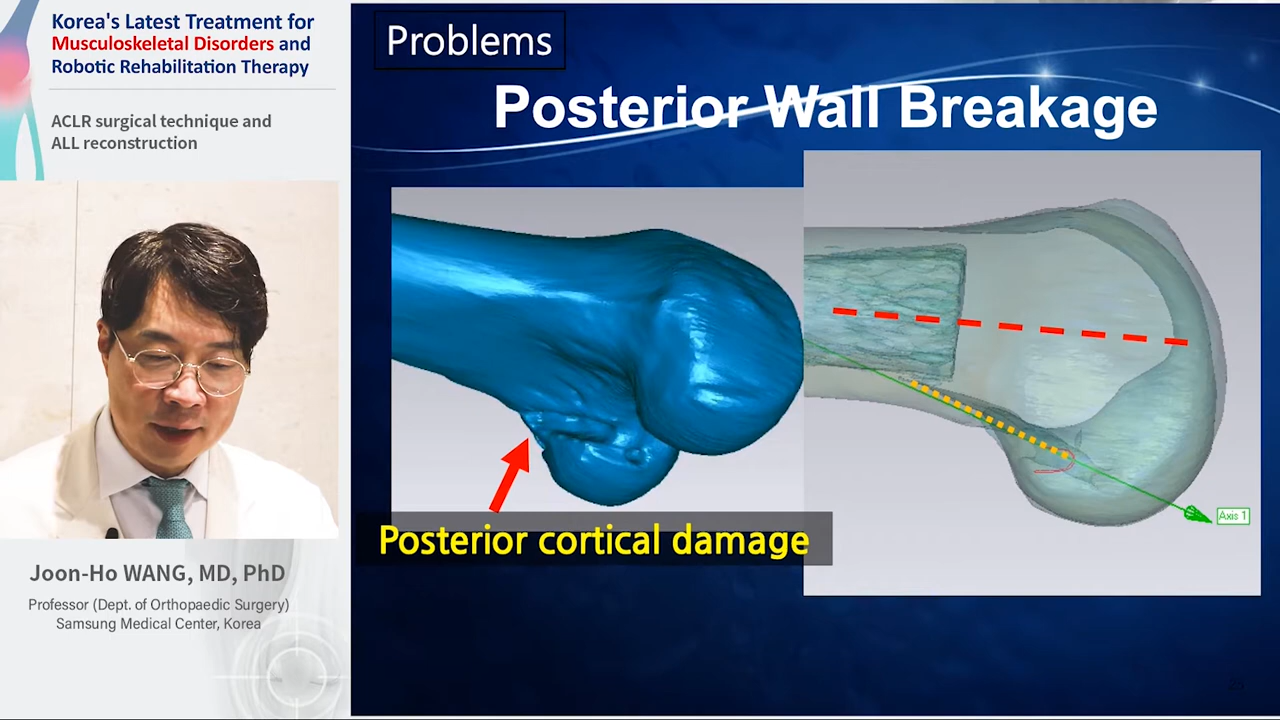 Korea's Latest Treatment for
Musculoskeletal Disorders and
Robotic Rehabilitation Therapy
ACLR surgical technique and
ALL reconstruction
Joon-Ho WANG, MD, PhD
Professor (Dept. of Orthopaedic Surgery)
Samsung Medical Center, Korea
Problems
Posterior Wall Breakage
Posterior cortical damage
Axis 1